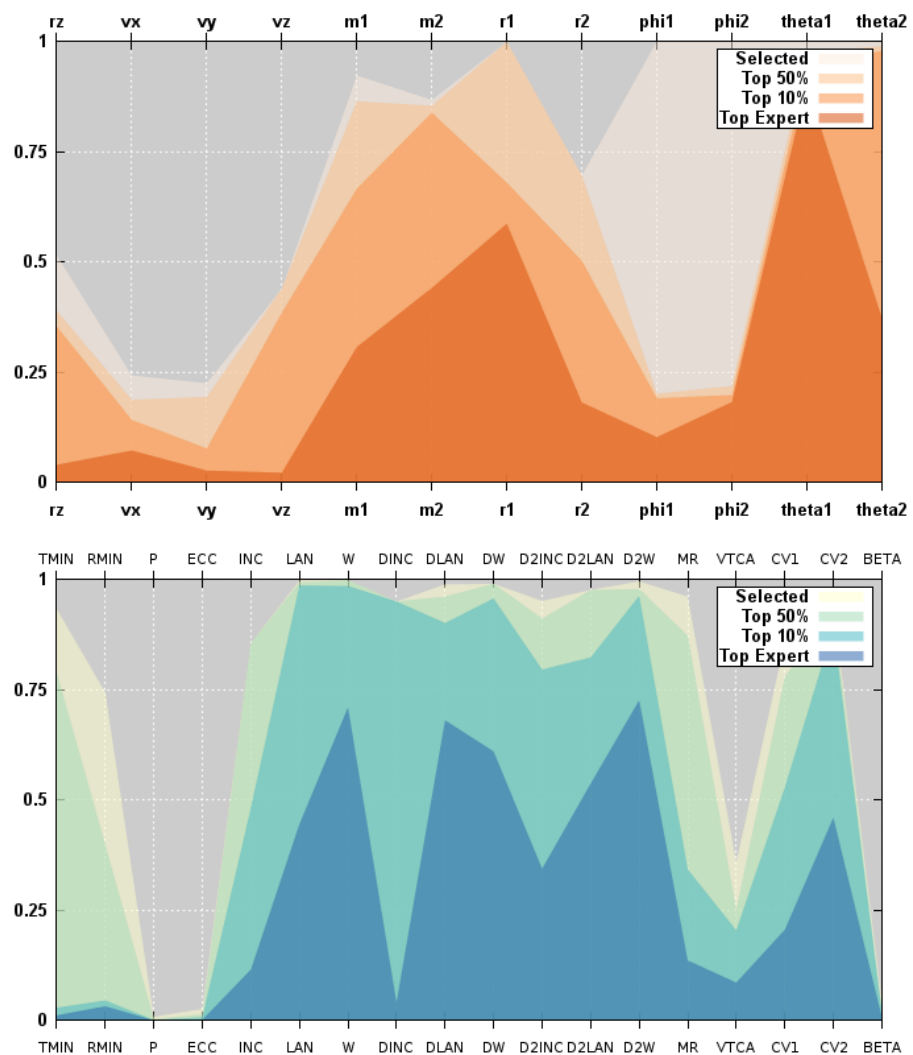 rz vx vy vz m1 m2 r1 r2 phi1 phi2 theta1 theta2
1
Selected
Top 50%
Top 10%
Top Expert
0.75
0.5
0.25
0
rz vx vy vz m1 m2 r1 r2 phi1 phi2 theta1 theta2
TMIN RMIN P ECC INC LAN W DINC DLAN DW D2INC D2LAN D2W MR VTCA CV1 CV2 BETA
1
Selected
Top 50%
Top 10%
Top Expert
0.75
0.5
0.25
0
TMIN RMIN P ECC INC LAN W DINC DLAN DW D2INC D2LAN D2W MR VTCA CV1 CV2 BETA